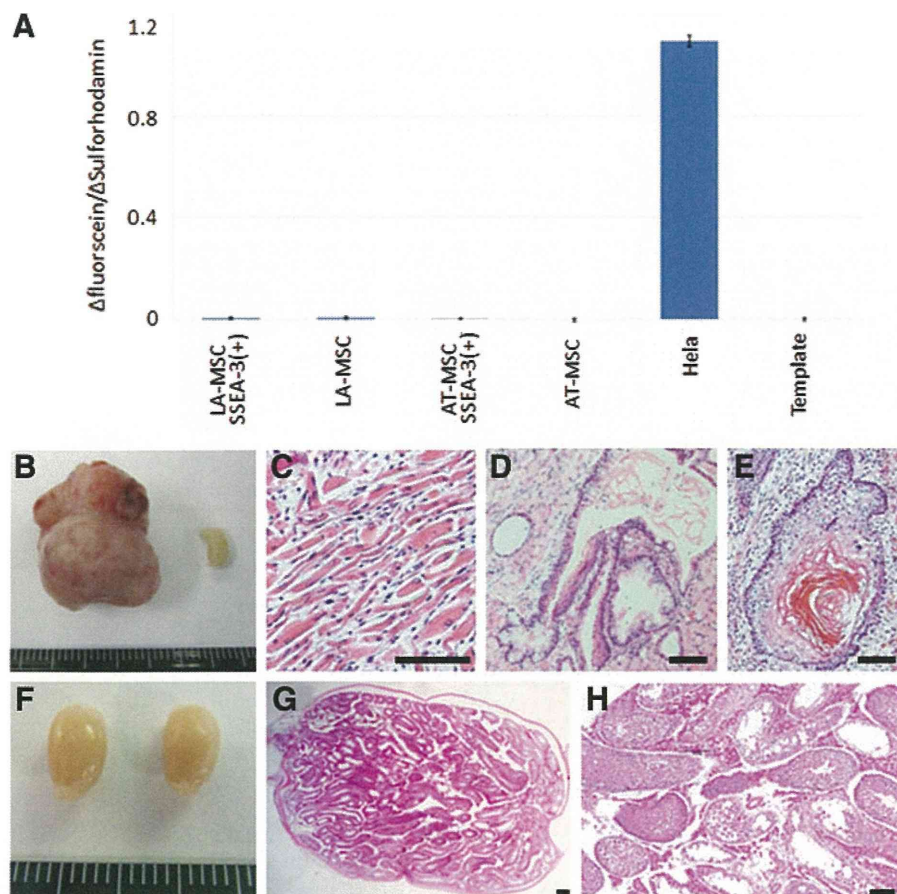 A
Δfluorscein/ΔSulforhodamin
1.2
0.8
0.4
0
LA-MSC
SSEA-3(+)
LA-MSC
AT-MSC
SSEA-3(+)
AT-MSC
Hela
Template
B
C
D
E
F
G
H